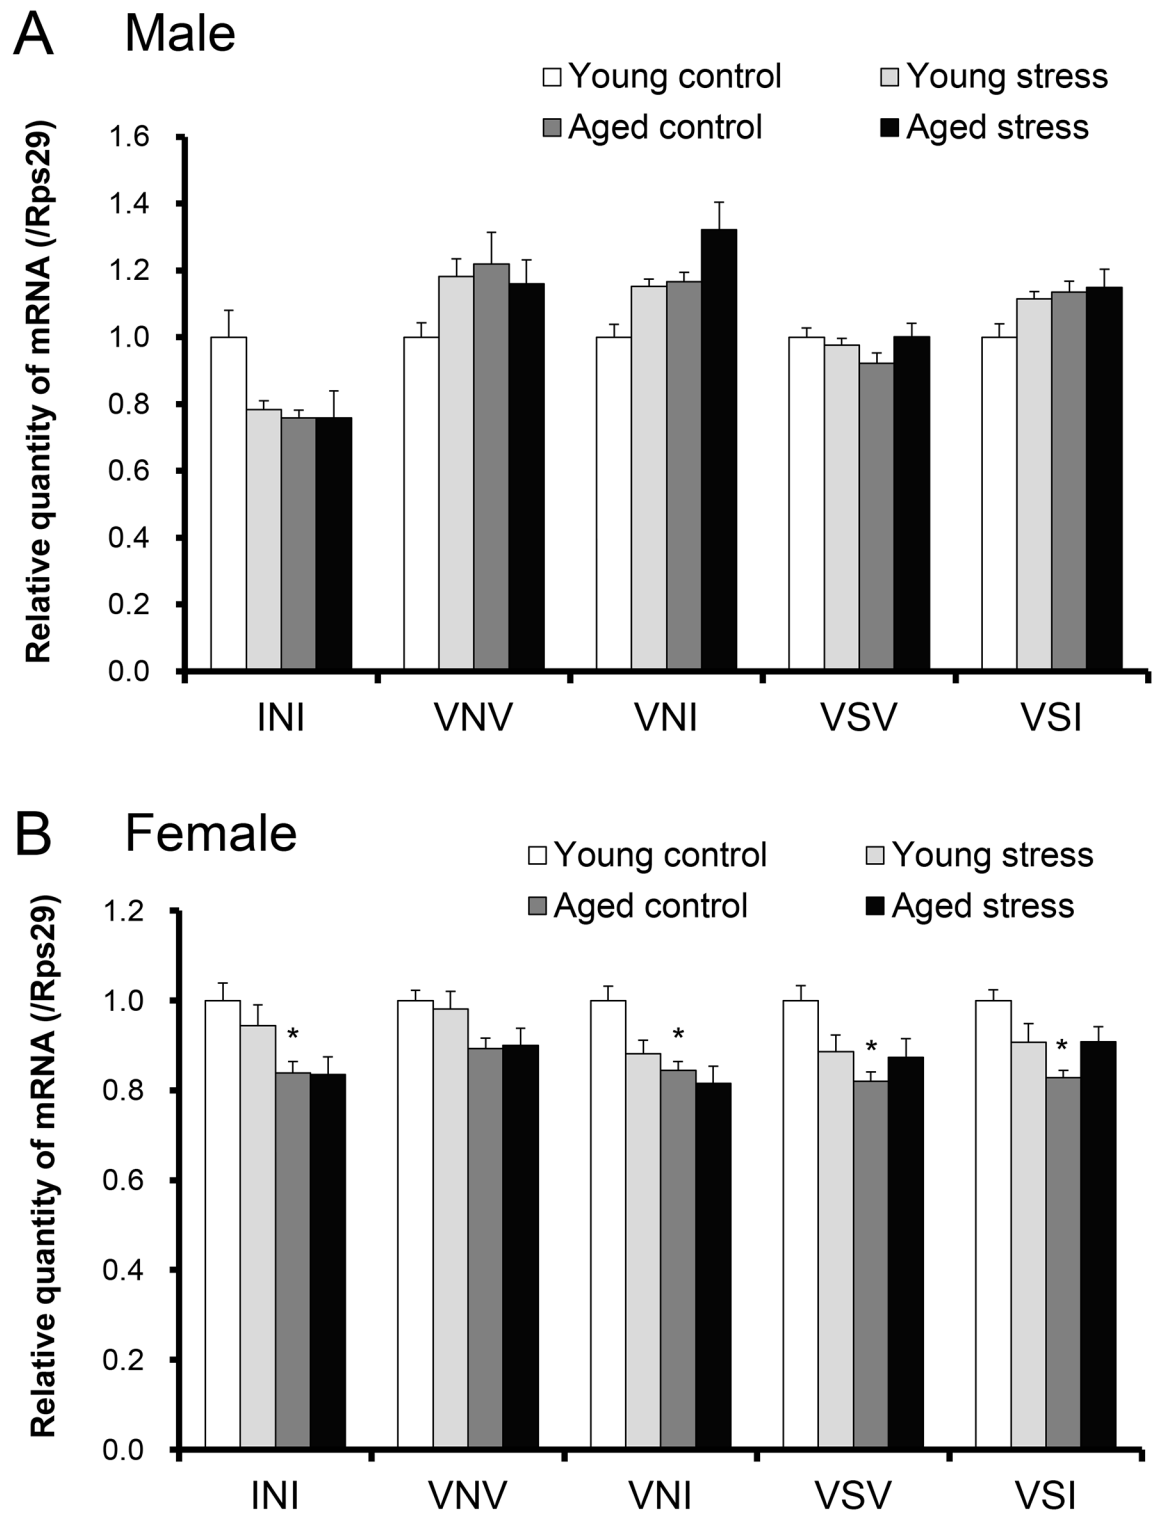 A Male
Young control Young stress
Aged control Aged stress
Relative quantity of mRNA (/Rps29)
1.6
1.4
1.2
1.0
0.8
0.6
0.4
0.2
0.0
INI VNV VNI VSV VSI
B Female
Young control Young stress
Aged control Aged stress
Relative quantity of mRNA (/Rps29)
1.2
1.0
0.8
0.6
0.4
0.2
0.0
* * * *
INI VNV VNI VSV VSI